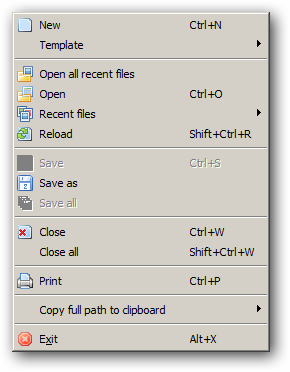 New Ctrl+N
Template
Open all recent files
Open Ctrl+O
Recent files
Reload Shift+Ctrl+R
Save Ctrl+S
Save as
Save all
Close Ctrl+W
Close all Shift+Ctrl+W
Print Ctrl+P
Copy full path to clipboard
Exit Alt+X